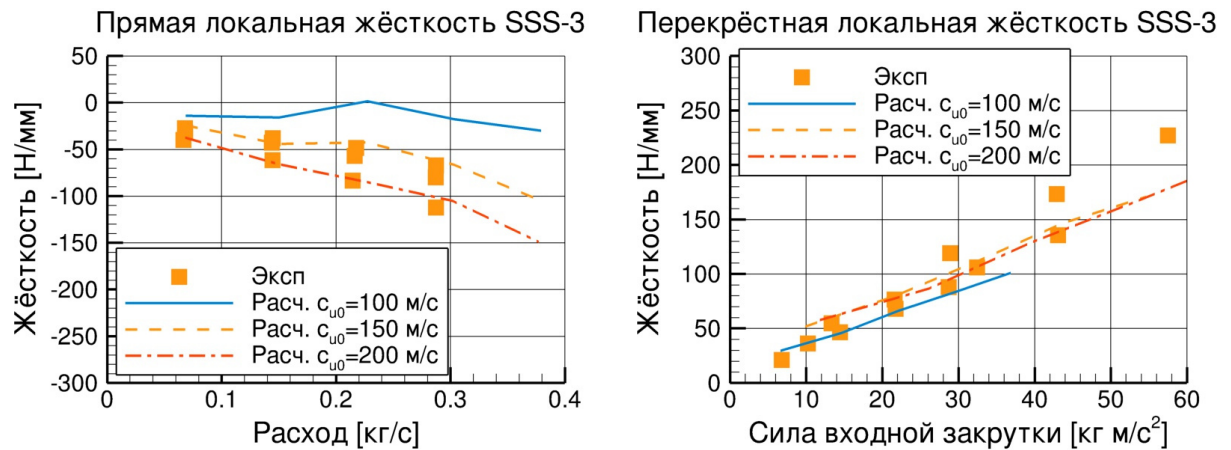 Прямая локальная жёсткость SSS-3
50
0
-50
-100
-150
-200
-250
-300
Жёсткость [Н/мм]
Эксп
Расч. cu0=100 м/с
Расч. cu0=150 м/с
Расч. cu0=200 м/с
0 0.1 0.2 0.3 0.4
Расход [кг/с]
Перекрёстная локальная жёсткость SSS-3
300
250
200
150
100
50
0
Жёсткость [Н/мм]
Эксп
Расч. cu0=100 м/с
Расч. cu0=150 м/с
Расч. cu0=200 м/с
10 20 30 40 50 60
Сила входной закрутки [кг м/с²]